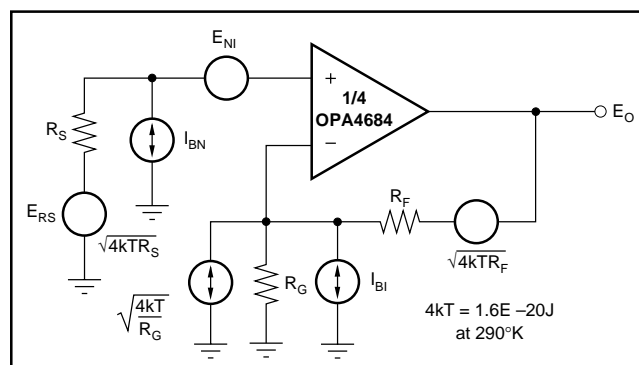 E_NI
+
1/4
OPA4684
−
E_O
R_S
I_BN
E_RS
√4kTR_S
R_F
√4kTR_F
√4kT/R_G
R_G
I_BI
4kT = 1.6E –20J
at 290°K